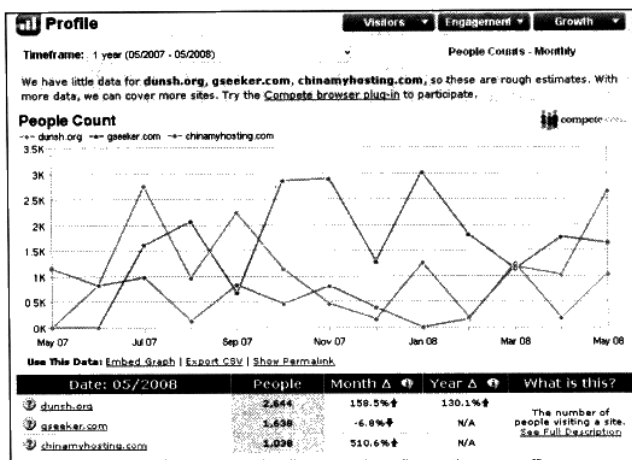 Profile
Visitors Engagement Growth
Timeframe: 1 year (05/2007 - 05/2008)
People Counts - Monthly
We have little data for dunsh.org, gseeker.com, chinamyhosting.com, so these are rough estimates. With
more data, we can cover more sites. Try the Compete browser plug-in to participate.
People Count
compete
dunsh.org gseeker.com chinamyhosting.com
3.5K
3K
2.5K
2K
1.5K
1K
0.5K
0K
May 07 Jul 07 Sep 07 Nov 07 Jan 08 Mar 08 May 08
Use This Data: Embed Graph | Export CSV | Show Permalink
Date: 05/2008 People Month Δ Year Δ What is this?
dunsh.org 2,644 158.5% 130.1%
gseeker.com 1,638 -6.8% N/A
chinamyhosting.com 1,038 510.6% N/A
The number of
people visiting a site.
See Full Description